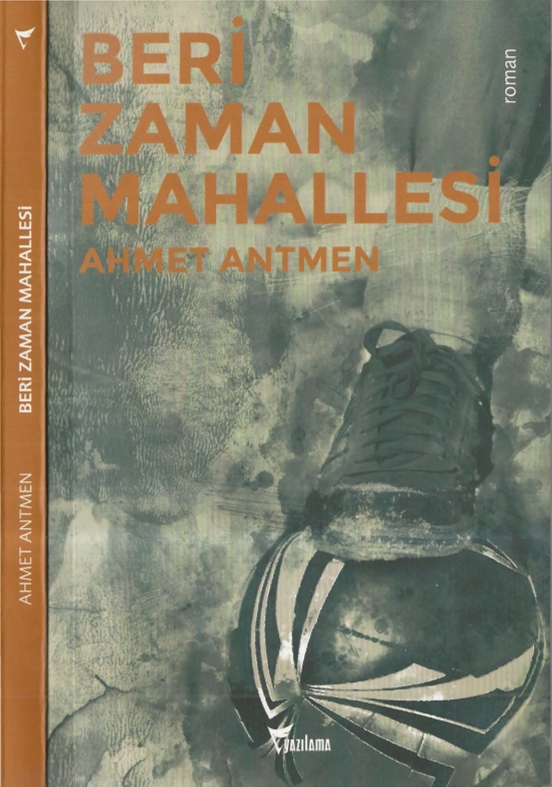 BERİ
ZAMAN
MAHALLESİ
AHMET ANTMEN
roman
AHMET ANTMEN
BERİ ZAMAN MAHALLESİ
yazılama